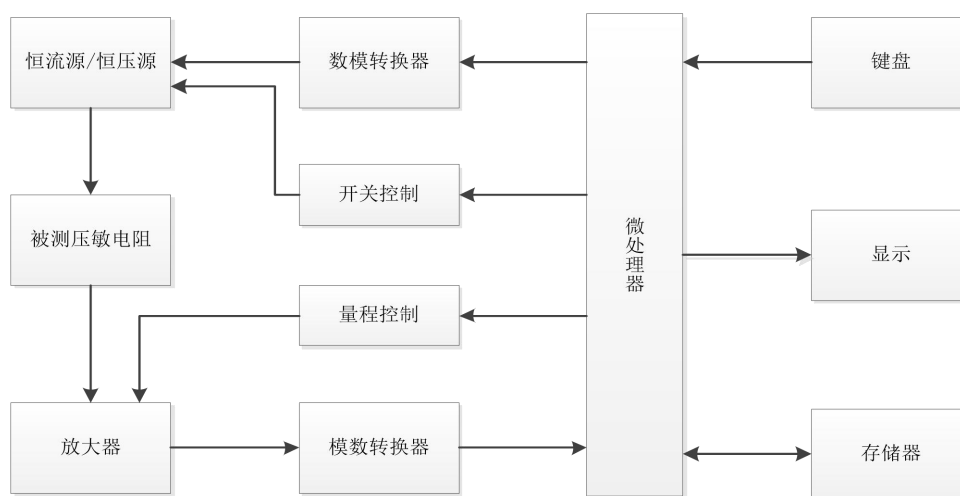 恒流源/恒压源
数模转换器
键盘
开关控制
被测压敏电阻
微处理器
显示
量程控制
放大器
模数转换器
存储器